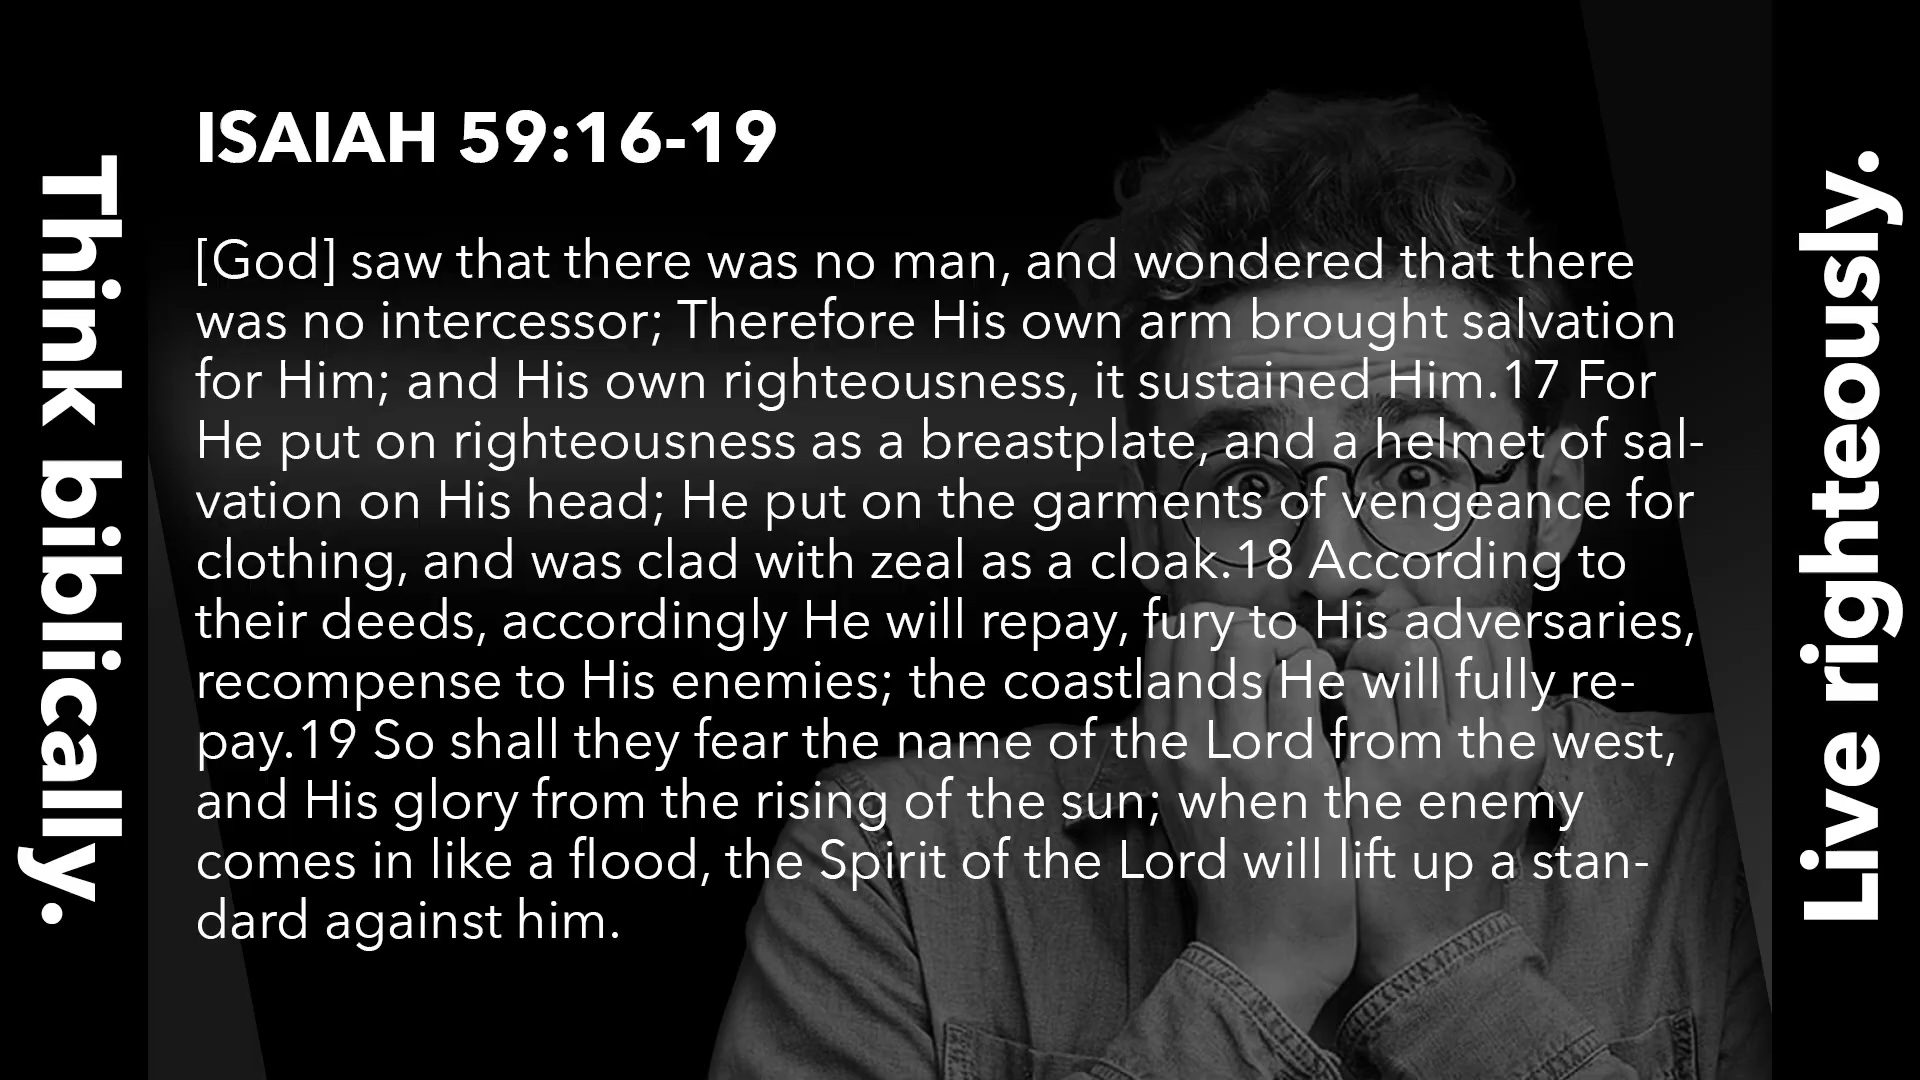 Think biblically.
ISAIAH 59:16-19
[God] saw that there was no man, and wondered that there
was no intercessor; Therefore His own arm brought salvation
for Him; and His own righteousness, it sustained Him.17 For
He put on righteousness as a breastplate, and a helmet of sal-
vation on His head; He put on the garments of vengeance for
clothing, and was clad with zeal as a cloak.18 According to
their deeds, accordingly He will repay, fury to His adversaries,
recompense to His enemies; the coastlands He will fully re-
pay.19 So shall they fear the name of the Lord from the west,
and His glory from the rising of the sun; when the enemy
comes in like a flood, the Spirit of the Lord will lift up a stan-
dard against him.
Live righteously.